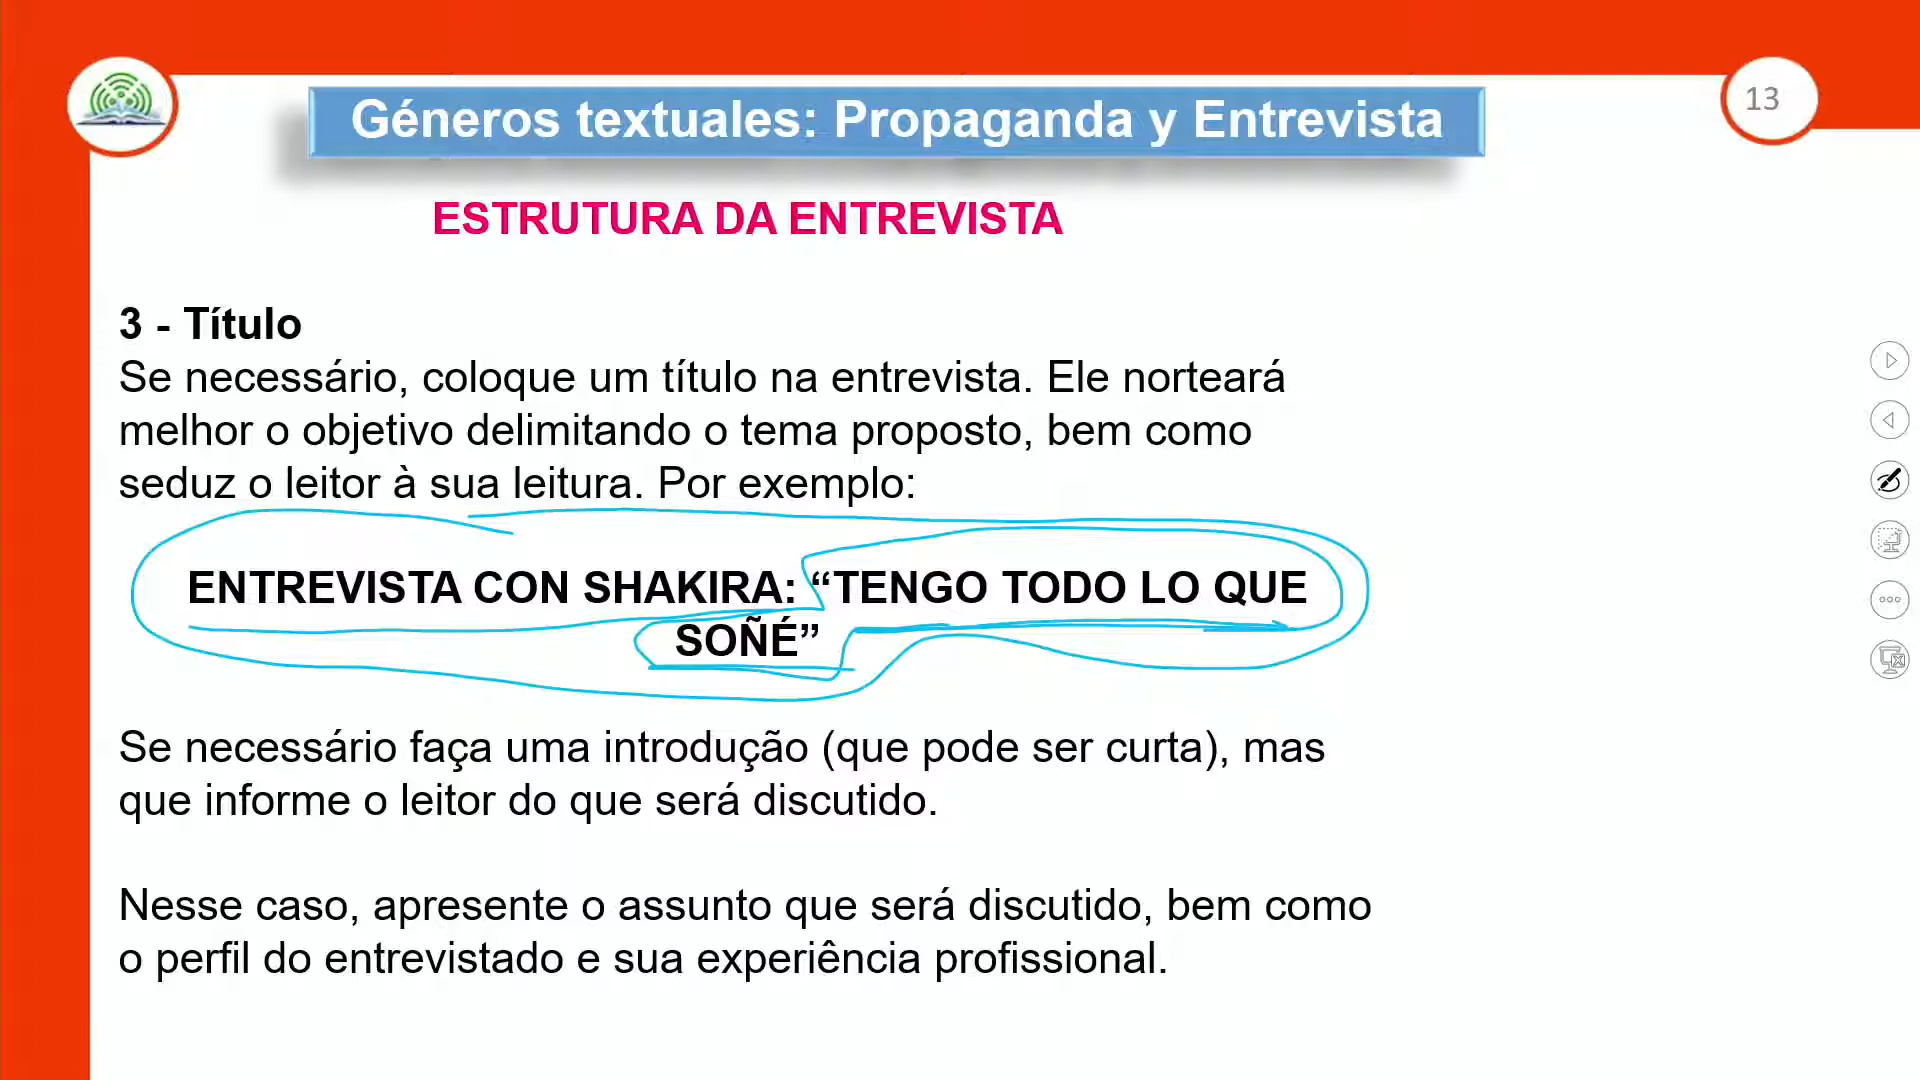 Géneros textuales: Propaganda y Entrevista
13
ESTRUTURA DA ENTREVISTA
3 - Título
Se necessário, coloque um título na entrevista. Ele norteará
melhor o objetivo delimitando o tema proposto, bem como
seduz o leitor à sua leitura. Por exemplo:
ENTREVISTA CON SHAKIRA: “TENGO TODO LO QUE
SOÑÉ”
Se necessário faça uma introdução (que pode ser curta), mas
que informe o leitor do que será discutido.
Nesse caso, apresente o assunto que será discutido, bem como
o perfil do entrevistado e sua experiência profissional.